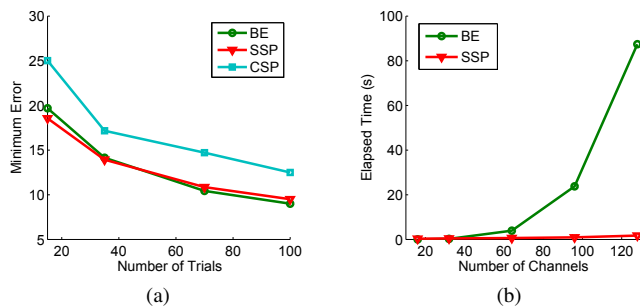 30
25
20
15
10
5
20
40
60
80
100
Minimum Error
Number of Trials
BE
SSP
CSP
(a)
100
80
60
40
20
0
20
40
60
80
100
120
Elapsed Time (s)
Number of Channels
BE
SSP
(b)